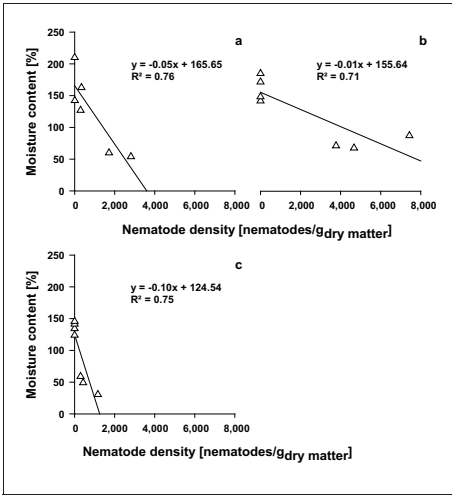 a
b
y = -0.05x + 165.65
R² = 0.76
y = -0.01x + 155.64
R² = 0.71
Moisture content [%]
250
200
150
100
50
0
0 2,000 4,000 6,000 8,000
0 2,000 4,000 6,000 8,000
Nematode density [nematodes/gdry matter]
c
y = -0.10x + 124.54
R² = 0.75
Moisture content [%]
250
200
150
100
50
0
0 2,000 4,000 6,000 8,000
Nematode density [nematodes/gdry matter]